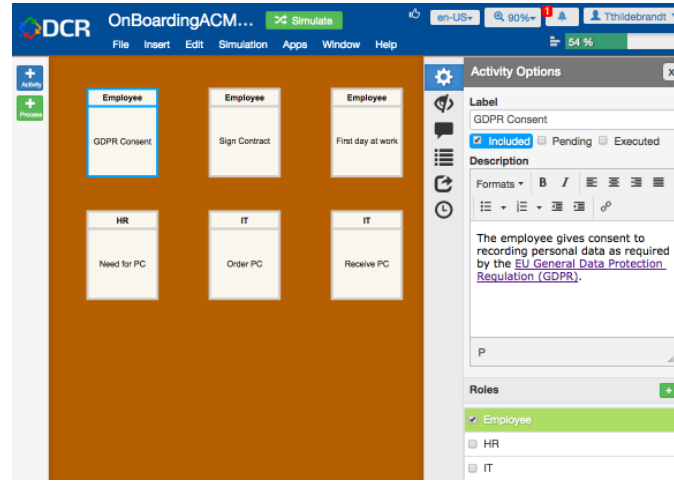 DCR
OnBoardingACM...
Simulate
en-US
90%
1
Tthildebrandt
File Insert Edit Simulation Apps Window Help
54 %
+
Activity
+
Process
Employee
GDPR Consent
Employee
Sign Contract
Employee
First day at work
HR
Need for PC
IT
Order PC
IT
Receive PC
Activity Options
x
Label
GDPR Consent
Included Pending Executed
Description
Formats B I
The employee gives consent to
recording personal data as required
by the EU General Data Protection
Regulation (GDPR).
P
Roles
+
Employee
HR
IT